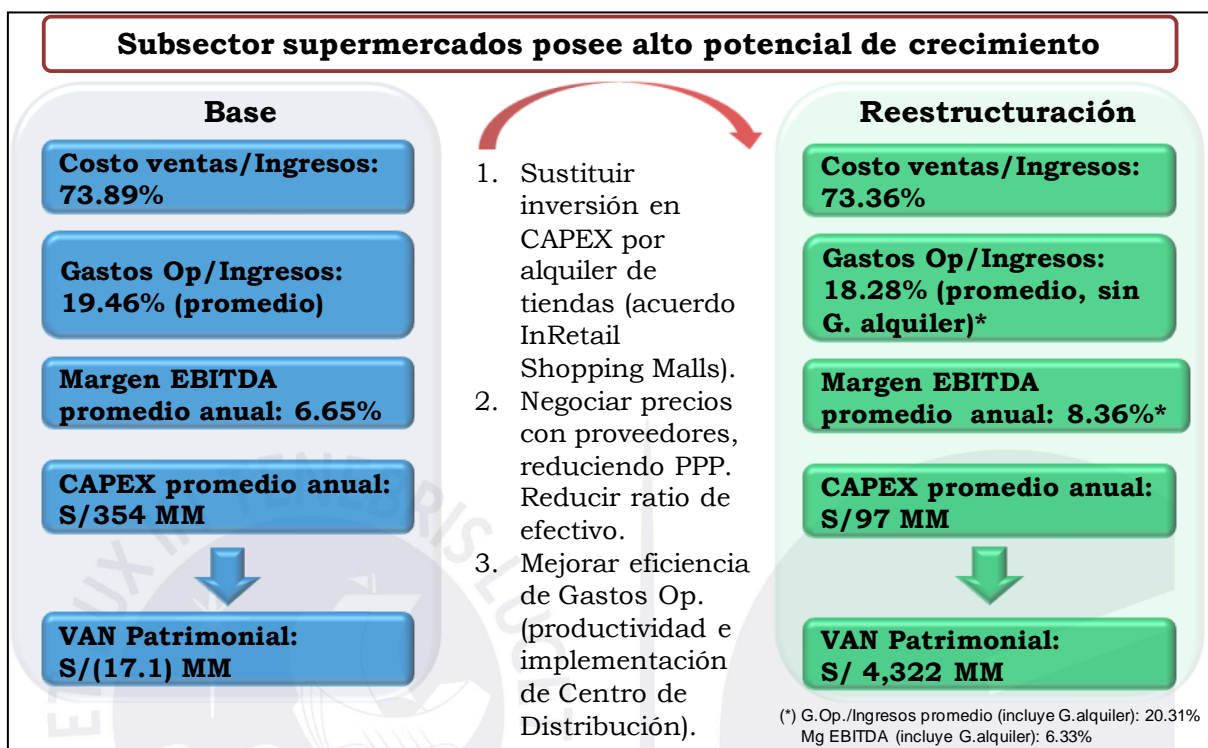 Subsector supermercados posee alto potencial de crecimiento
Base
Costo ventas/Ingresos:
73.89%
Gastos Op/Ingresos:
19.46% (promedio)
Margen EBITDA
promedio anual: 6.65%
CAPEX promedio anual:
S/354 MM
VAN Patrimonial:
S/(17.1) MM
1. Sustituir
inversión en
CAPEX por
alquiler de
tiendas (acuerdo
InRetail
Shopping Malls).
2. Negociar precios
con proveedores,
reduciendo PPP.
Reducir ratio de
efectivo.
3. Mejorar eficiencia
de Gastos Op.
(productividad e
implementación
de Centro de
Distribución).
Reestructuración
Costo ventas/Ingresos:
73.36%
Gastos Op/Ingresos:
18.28% (promedio, sin
G. alquiler)*
Margen EBITDA
promedio anual: 8.36%*
CAPEX promedio anual:
S/97 MM
VAN Patrimonial:
S/ 4,322 MM
(*) G.Op./Ingresos promedio (incluye G.alquiler): 20.31%
Mg EBITDA (incluye G.alquiler): 6.33%
ET LUX IN TENEBRIS LUCET